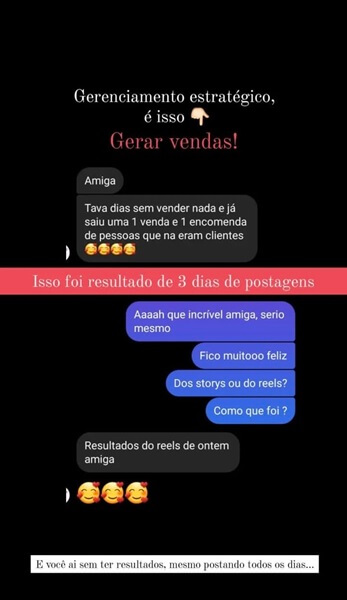 Gerenciamento estratégico,
é isso 👇🏻
Gerar vendas!
Amiga
Tava dias sem vender nada e já
saiu uma 1 venda e 1 encomenda
de pessoas que na eram clientes
🥰🥰🥰🥰
Isso foi resultado de 3 dias de postagens
Aaaah que incrível amiga, serio
mesmo
Fico muitooo feliz
Dos storys ou do reels?
Como que foi ?
Resultados do reels de ontem
amiga
🥰🥰🥰
E você ai sem ter resultados, mesmo postando todos os dias...